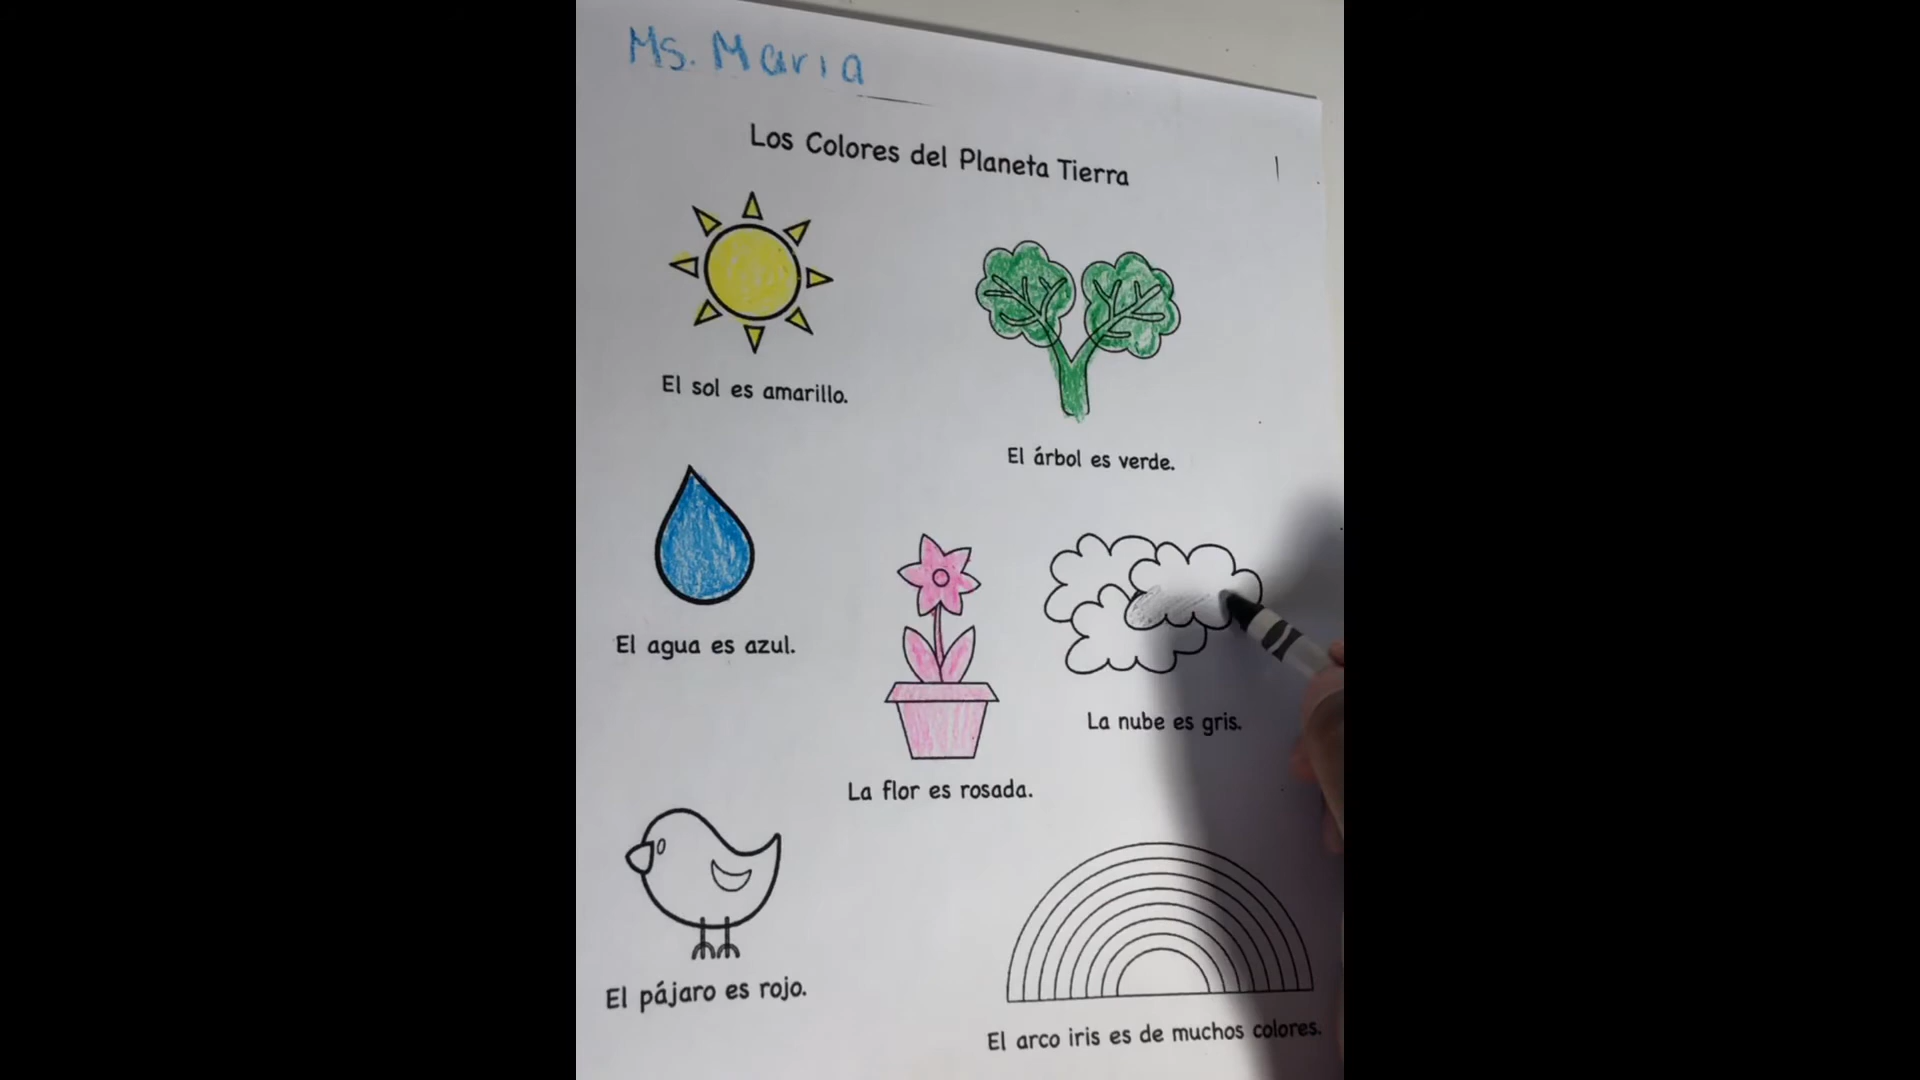 Ms. Maria
Los Colores del Planeta Tierra
El sol es amarillo.
El árbol es verde.
El agua es azul.
La nube es gris.
La flor es rosada.
El pájaro es rojo.
El arco iris es de muchos colores.